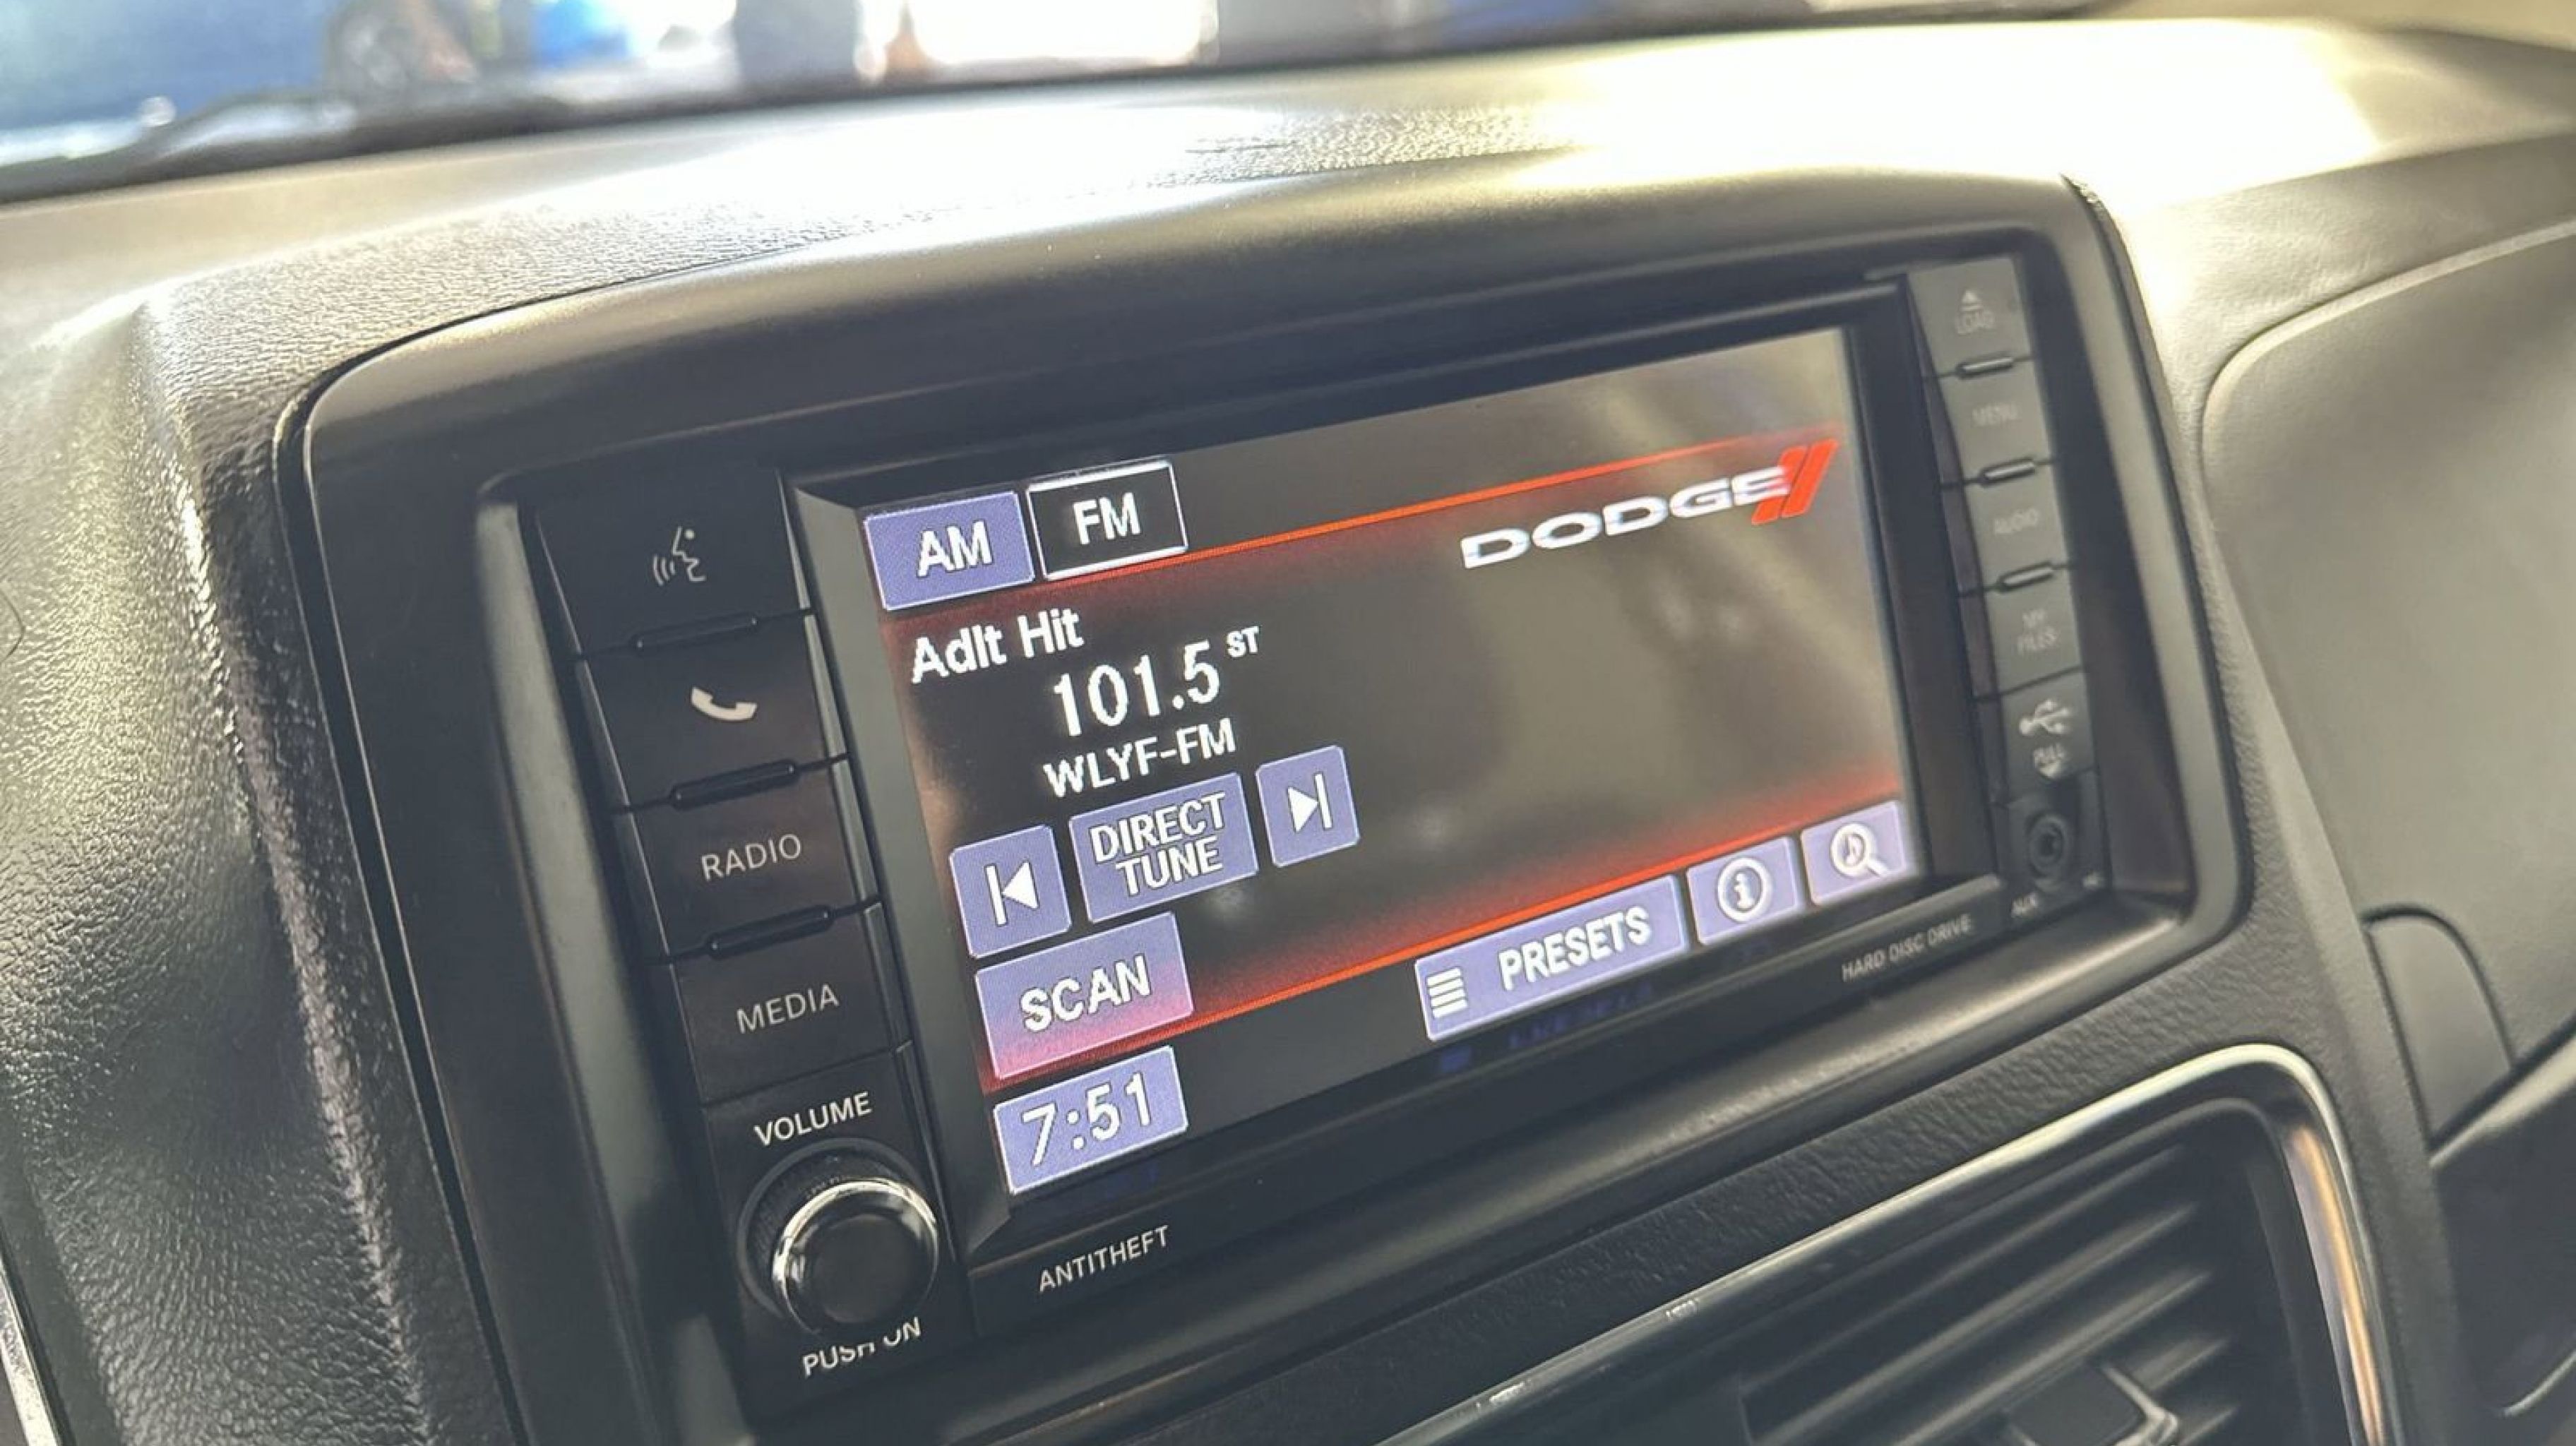 AM
FM
DODGE
Adlt Hit
101.5 ST
WLYF-FM
DIRECT
TUNE
SCAN
PRESETS
7:51
RADIO
MEDIA
VOLUME
PUSH ON
ANTITHEFT
HARD DISC DRIVE
LOAD
MENU
AUDIO
MY
FILES
PULL
AUX